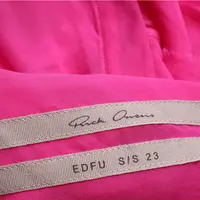 Rick Owens
EDFU S/S 23